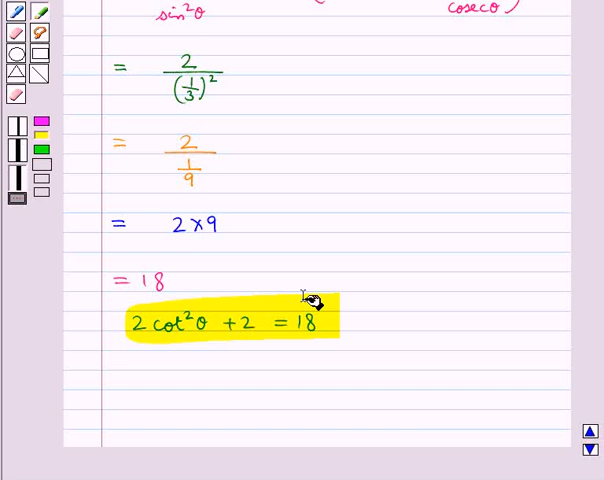 sin²θ
cosecθ)
= 2/(1/3)²
= 2/(1/9)
= 2×9
= 18
2 cot²θ + 2 = 18